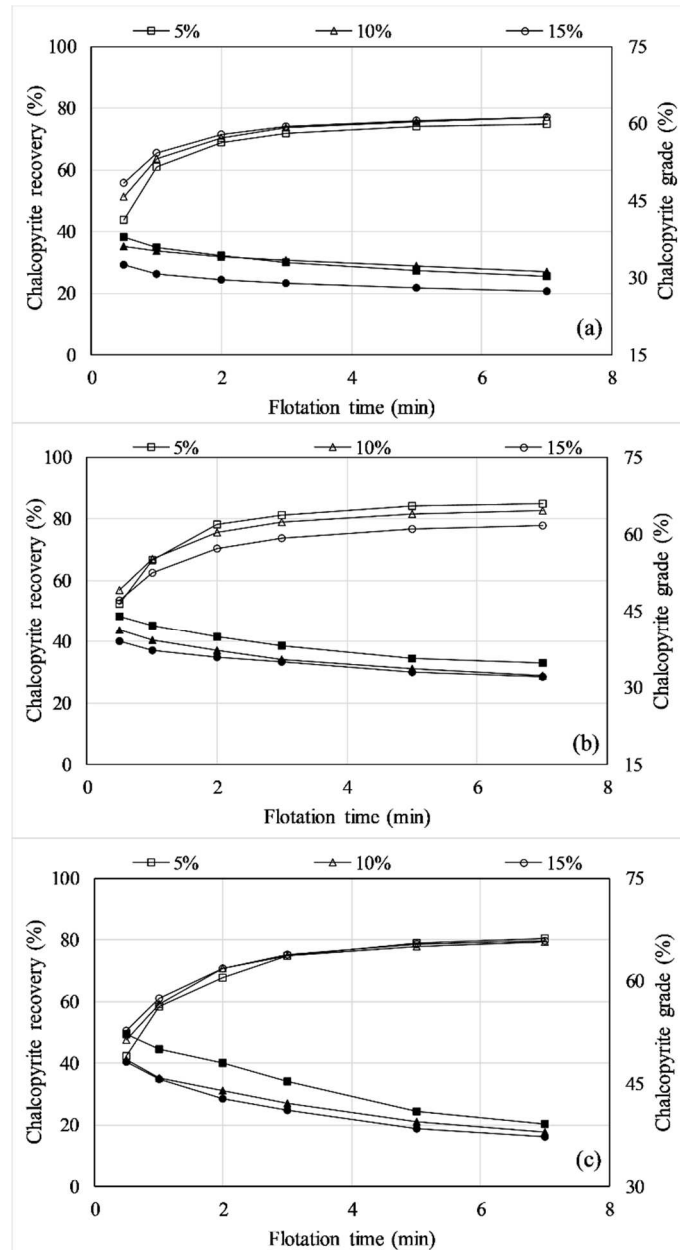 5% 10% 15%
100 75
80 60
60 45
40 30
20
0 15
0 2 4 6 8
Chalcopyrite recovery (%)
Chalcopyrite grade (%)
(a)
Flotation time (min)
5% 10% 15%
100 75
80 60
60 45
40 30
20
0 15
0 2 4 6 8
Chalcopyrite recovery (%)
Chalcopyrite grade (%)
(b)
Flotation time (min)
5% 10% 15%
100 75
80 60
60
40 45
20
0 30
0 2 4 6 8
Chalcopyrite recovery (%)
Chalcopyrite grade (%)
(c)
Flotation time (min)